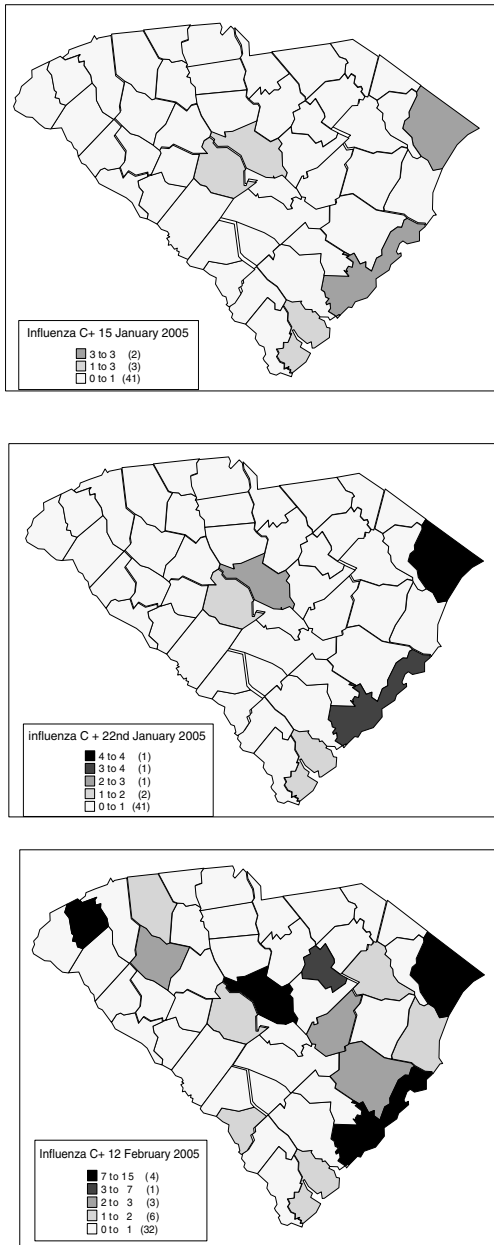 Influenza C+ 15 January 2005
3 to 3 (2)
1 to 3 (3)
0 to 1 (41)
influenza C + 22nd January 2005
4 to 4 (1)
3 to 4 (1)
2 to 3 (1)
1 to 2 (2)
0 to 1 (41)
Influenza C+ 12 February 2005
7 to 15 (4)
3 to 7 (1)
2 to 3 (3)
1 to 2 (6)
0 to 1 (32)